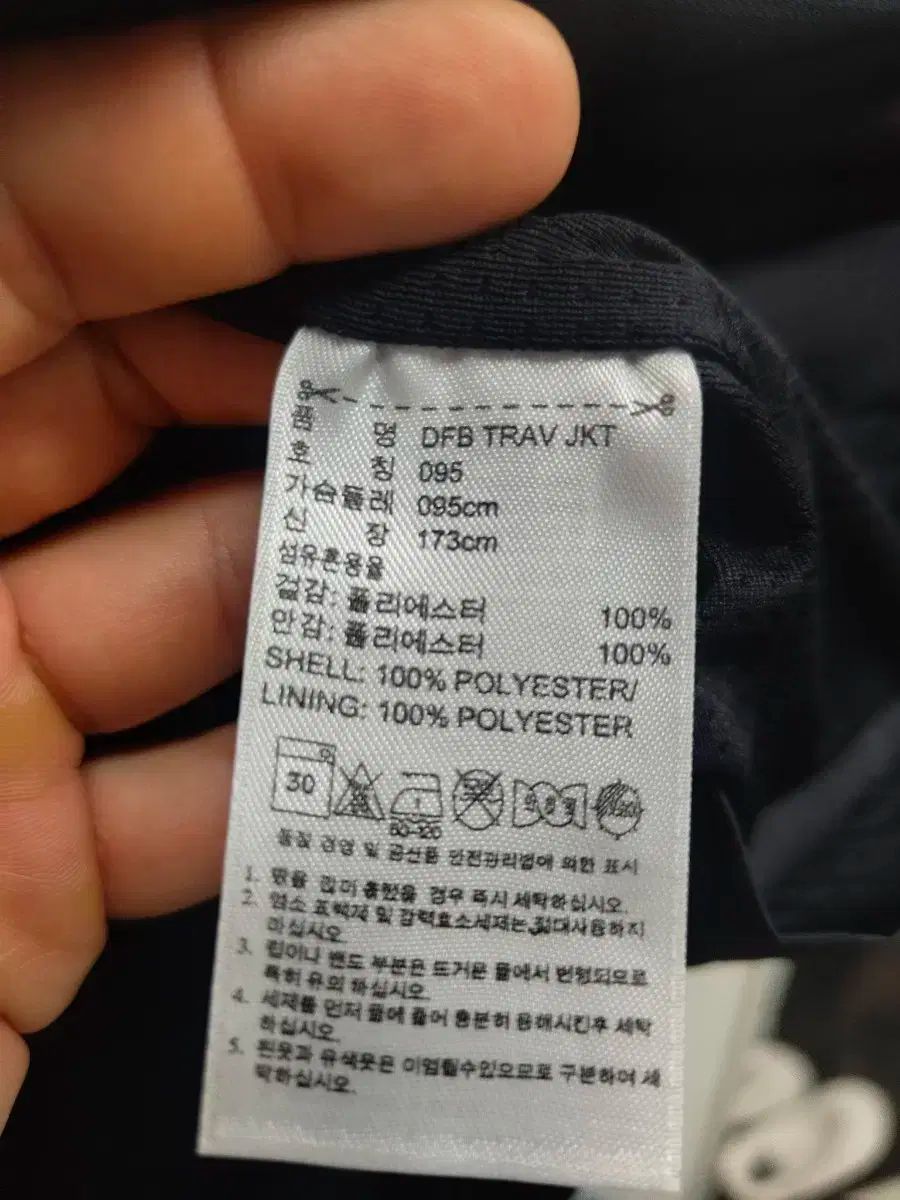 품 명 DFB TRAV JKT
호 칭 095
가슴둘레 095cm
신 장 173cm
섬유혼용율
겉감: 폴리에스터 100%
안감: 폴리에스터 100%
SHELL: 100% POLYESTER/
LINING: 100% POLYESTER
30
80-120
품질 경영 및 공산품 안전관리법에 의한 표시
1. 땀을 많이 흘렸을 경우 즉시 세탁하십시오.
2. 염소 표백제 및 강력효소세제는 절대사용하지
마십시오.
3. 립이나 밴드 부분은 뜨거운 물에서 변형되므로
특히 유의 하십시오.
4. 세제를 먼저 물에 풀어 충분히 용해시킨후 세탁
하십시오.
5. 흰옷과 유색옷은 이염될수있으므로 구분하여 세
탁하십시오.